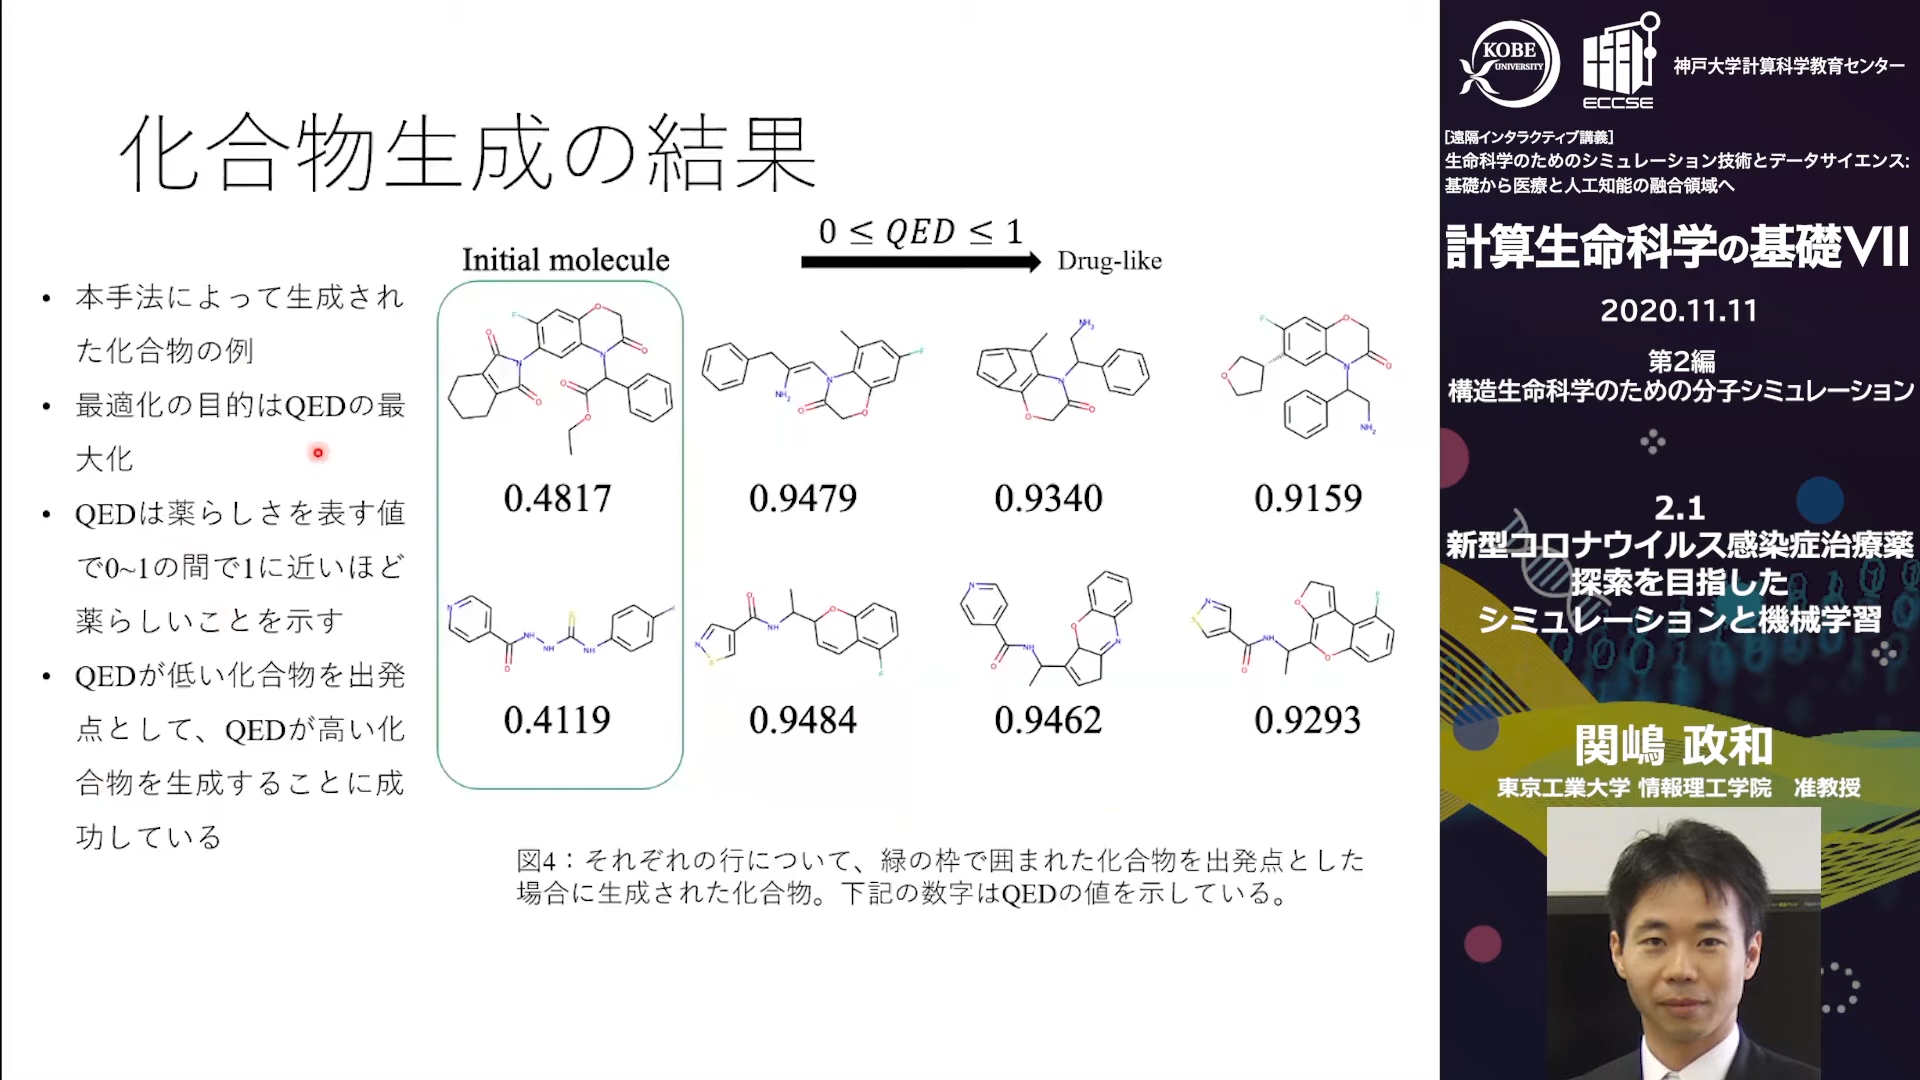 化合物生成の結果
0 ≤ QED ≤ 1
Initial molecule
Drug-like
• 本手法によって生成され
た化合物の例
• 最適化の目的はQEDの最
大化
• QEDは薬らしさを表す値
で0~1の間で1に近いほど
薬らしいことを示す
• QEDが低い化合物を出発
点として、QEDが高い化
合物を生成することに成
功している
0.4817
0.9479
0.9340
0.9159
0.4119
0.9484
0.9462
0.9293
図4：それぞれの行について、緑の枠で囲まれた化合物を出発点とした
場合に生成された化合物。下記の数字はQEDの値を示している。
KOBE
UNIVERSITY
ECCSE
神戸大学計算科学教育センター
[遠隔インタラクティブ講義]
生命科学のためのシミュレーション技術とデータサイエンス:
基礎から医療と人工知能の融合領域へ
計算生命科学の基礎VII
2020.11.11
第2編
構造生命科学のための分子シミュレーション
2.1
新型コロナウイルス感染症治療薬
探索を目指した
シミュレーションと機械学習
関嶋 政和
東京工業大学 情報理工学院　准教授